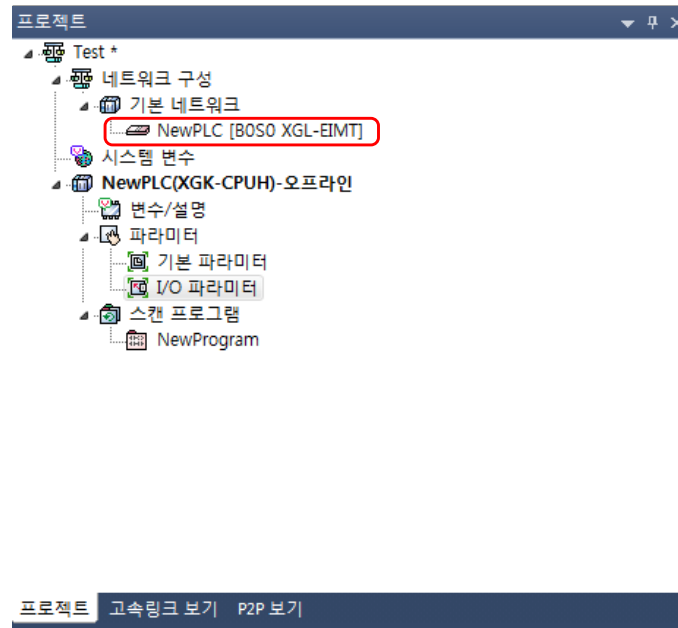 프로젝트
Test *
네트워크 구성
기본 네트워크
NewPLC [B0S0 XGL-EIMT]
시스템 변수
NewPLC(XGK-CPUH)-오프라인
변수/설명
파라미터
기본 파라미터
I/O 파라미터
스캔 프로그램
NewProgram
프로젝트 고속링크 보기 P2P 보기